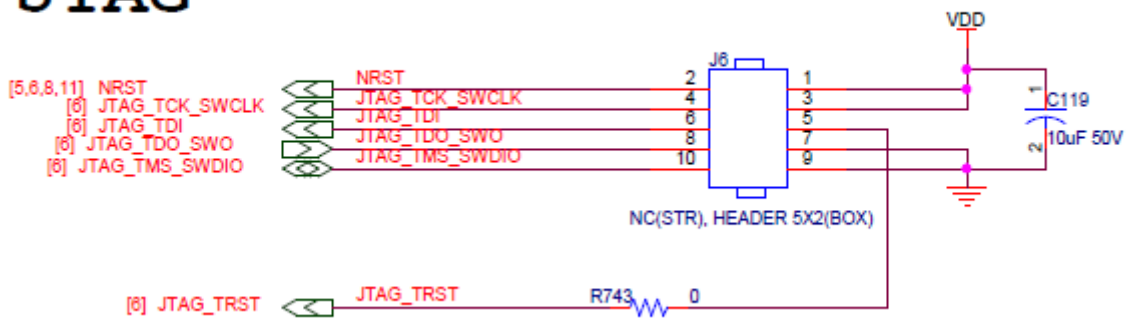 JTAG
VDD
J6
[5,6,8,11] NRST NRST 2 1
[6] JTAG_TCK_SWCLK JTAG_TCK_SWCLK 4 3 1 C119
[6] JTAG_TDI JTAG_TDI 6 5
[6] JTAG_TDO_SWO JTAG_TDO_SWO 8 7 2 10uF 50V
[6] JTAG_TMS_SWDIO JTAG_TMS_SWDIO 10 9
NC(STR), HEADER 5X2(BOX)
[6] JTAG_TRST JTAG_TRST R743 0